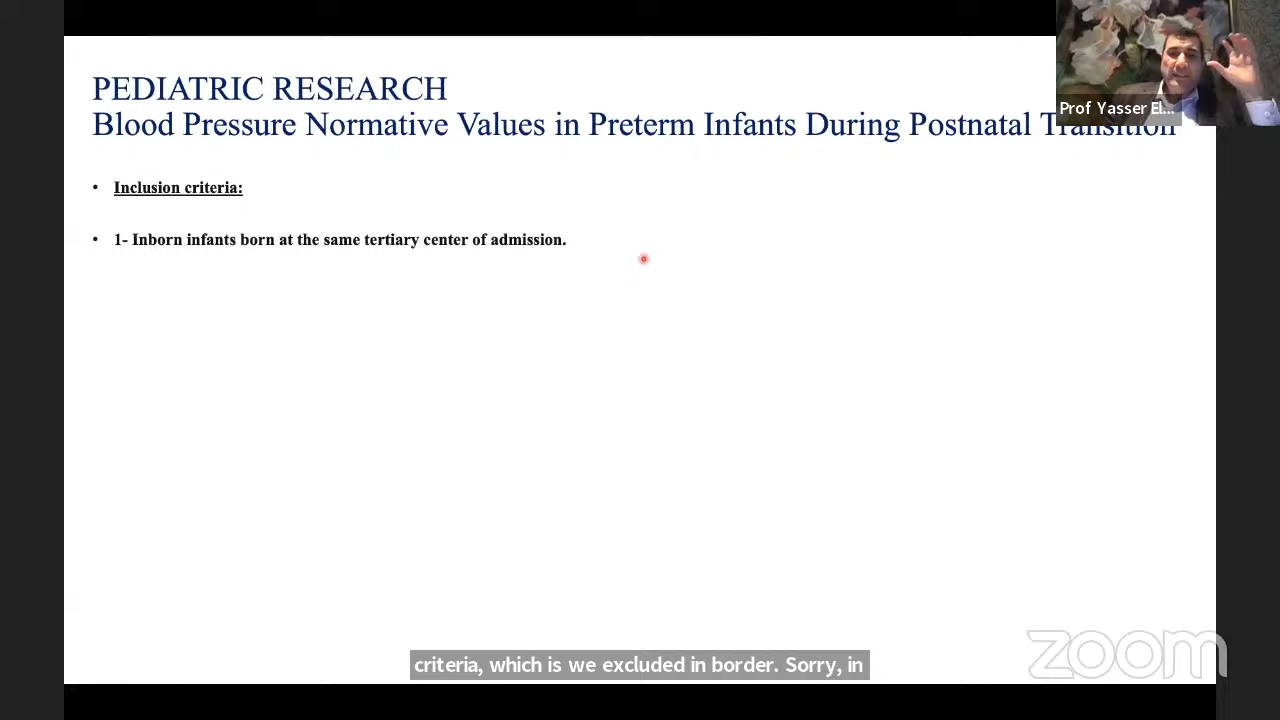 PEDIATRIC RESEARCH
Blood Pressure Normative Values in Preterm Infants During Postnatal Transition
• Inclusion criteria:
• 1- Inborn infants born at the same tertiary center of admission.
Prof Yasser El...
criteria, which is we excluded in border. Sorry, in
zoom